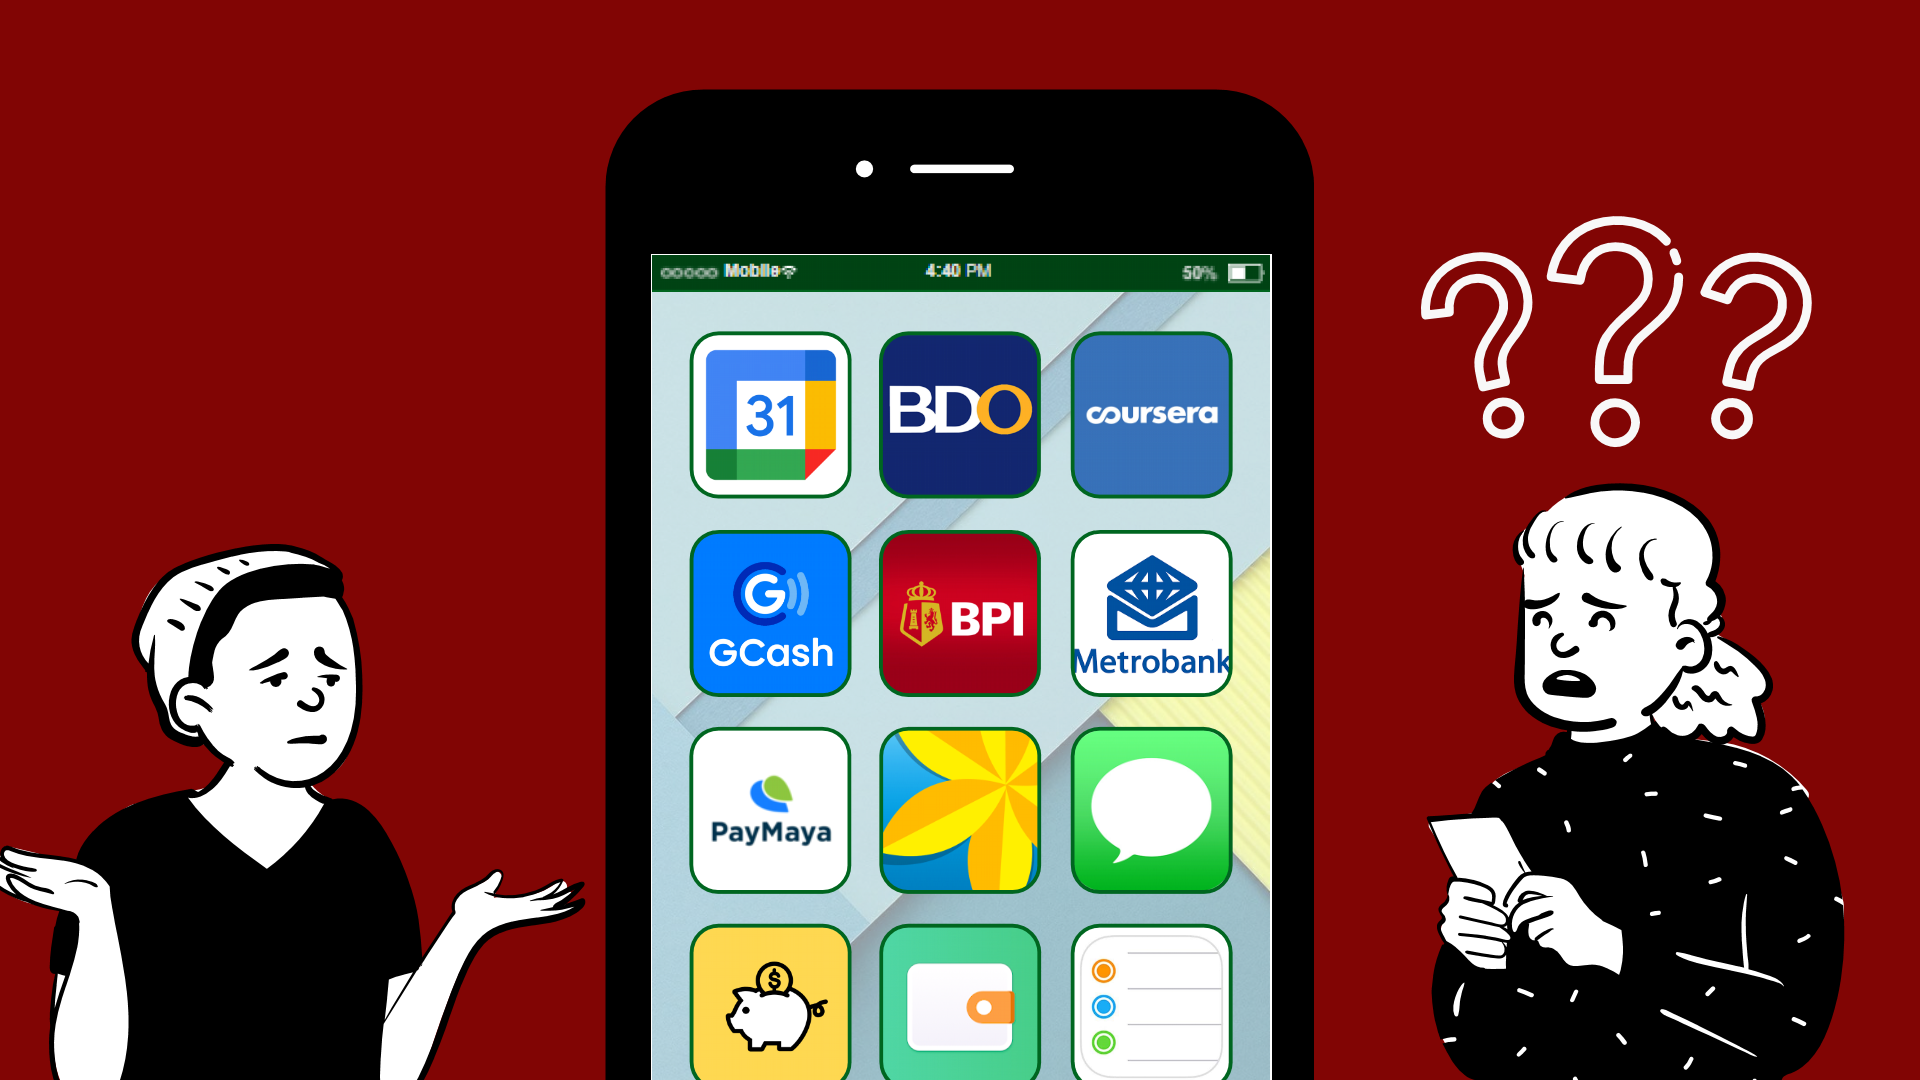 Mobile
4:40 PM
50%
31
BDO
coursera
G
GCash
BPI
Metrobank
PayMaya
$
???